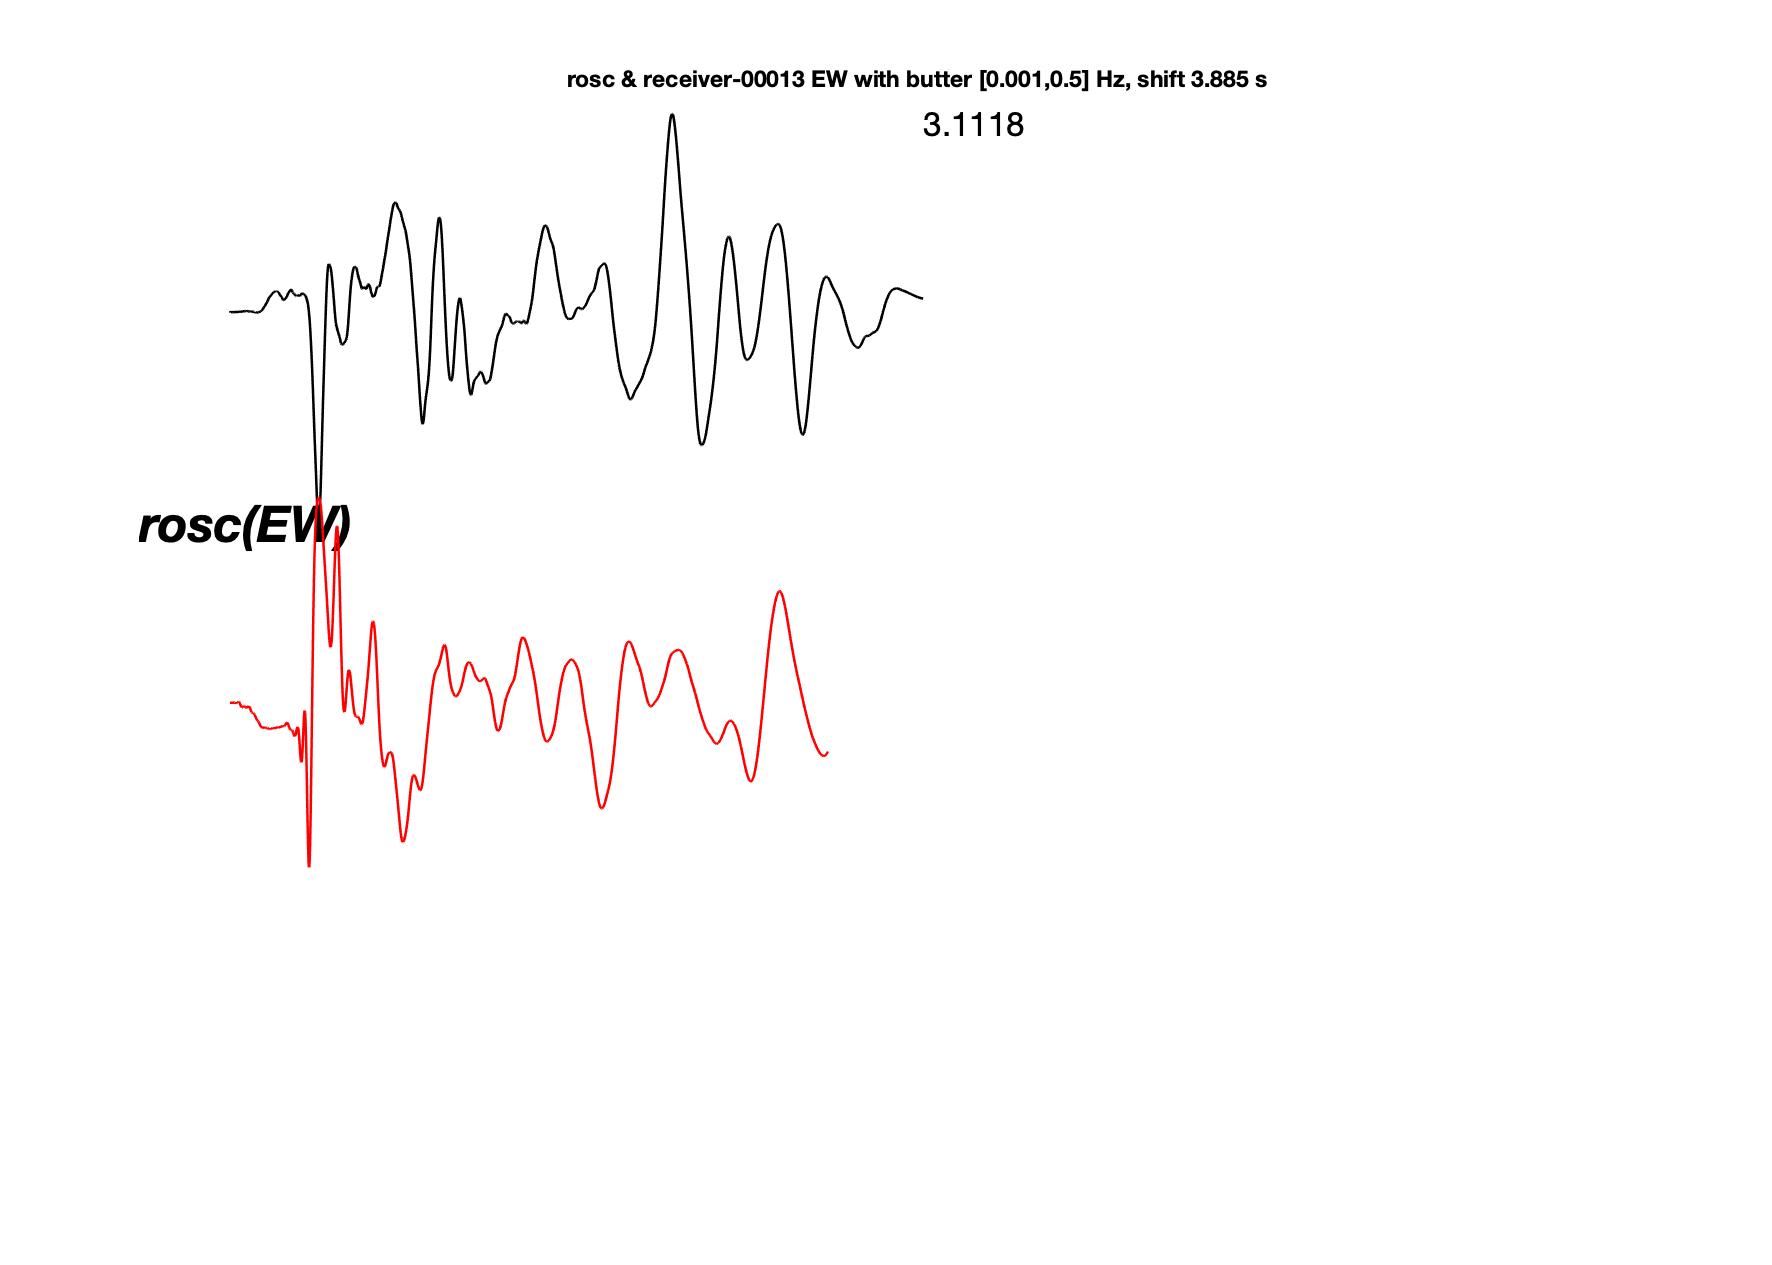 rosc & receiver-00013 EW with butter [0.001,0.5] Hz, shift 3.885 s
3.1118
rosc(EW)